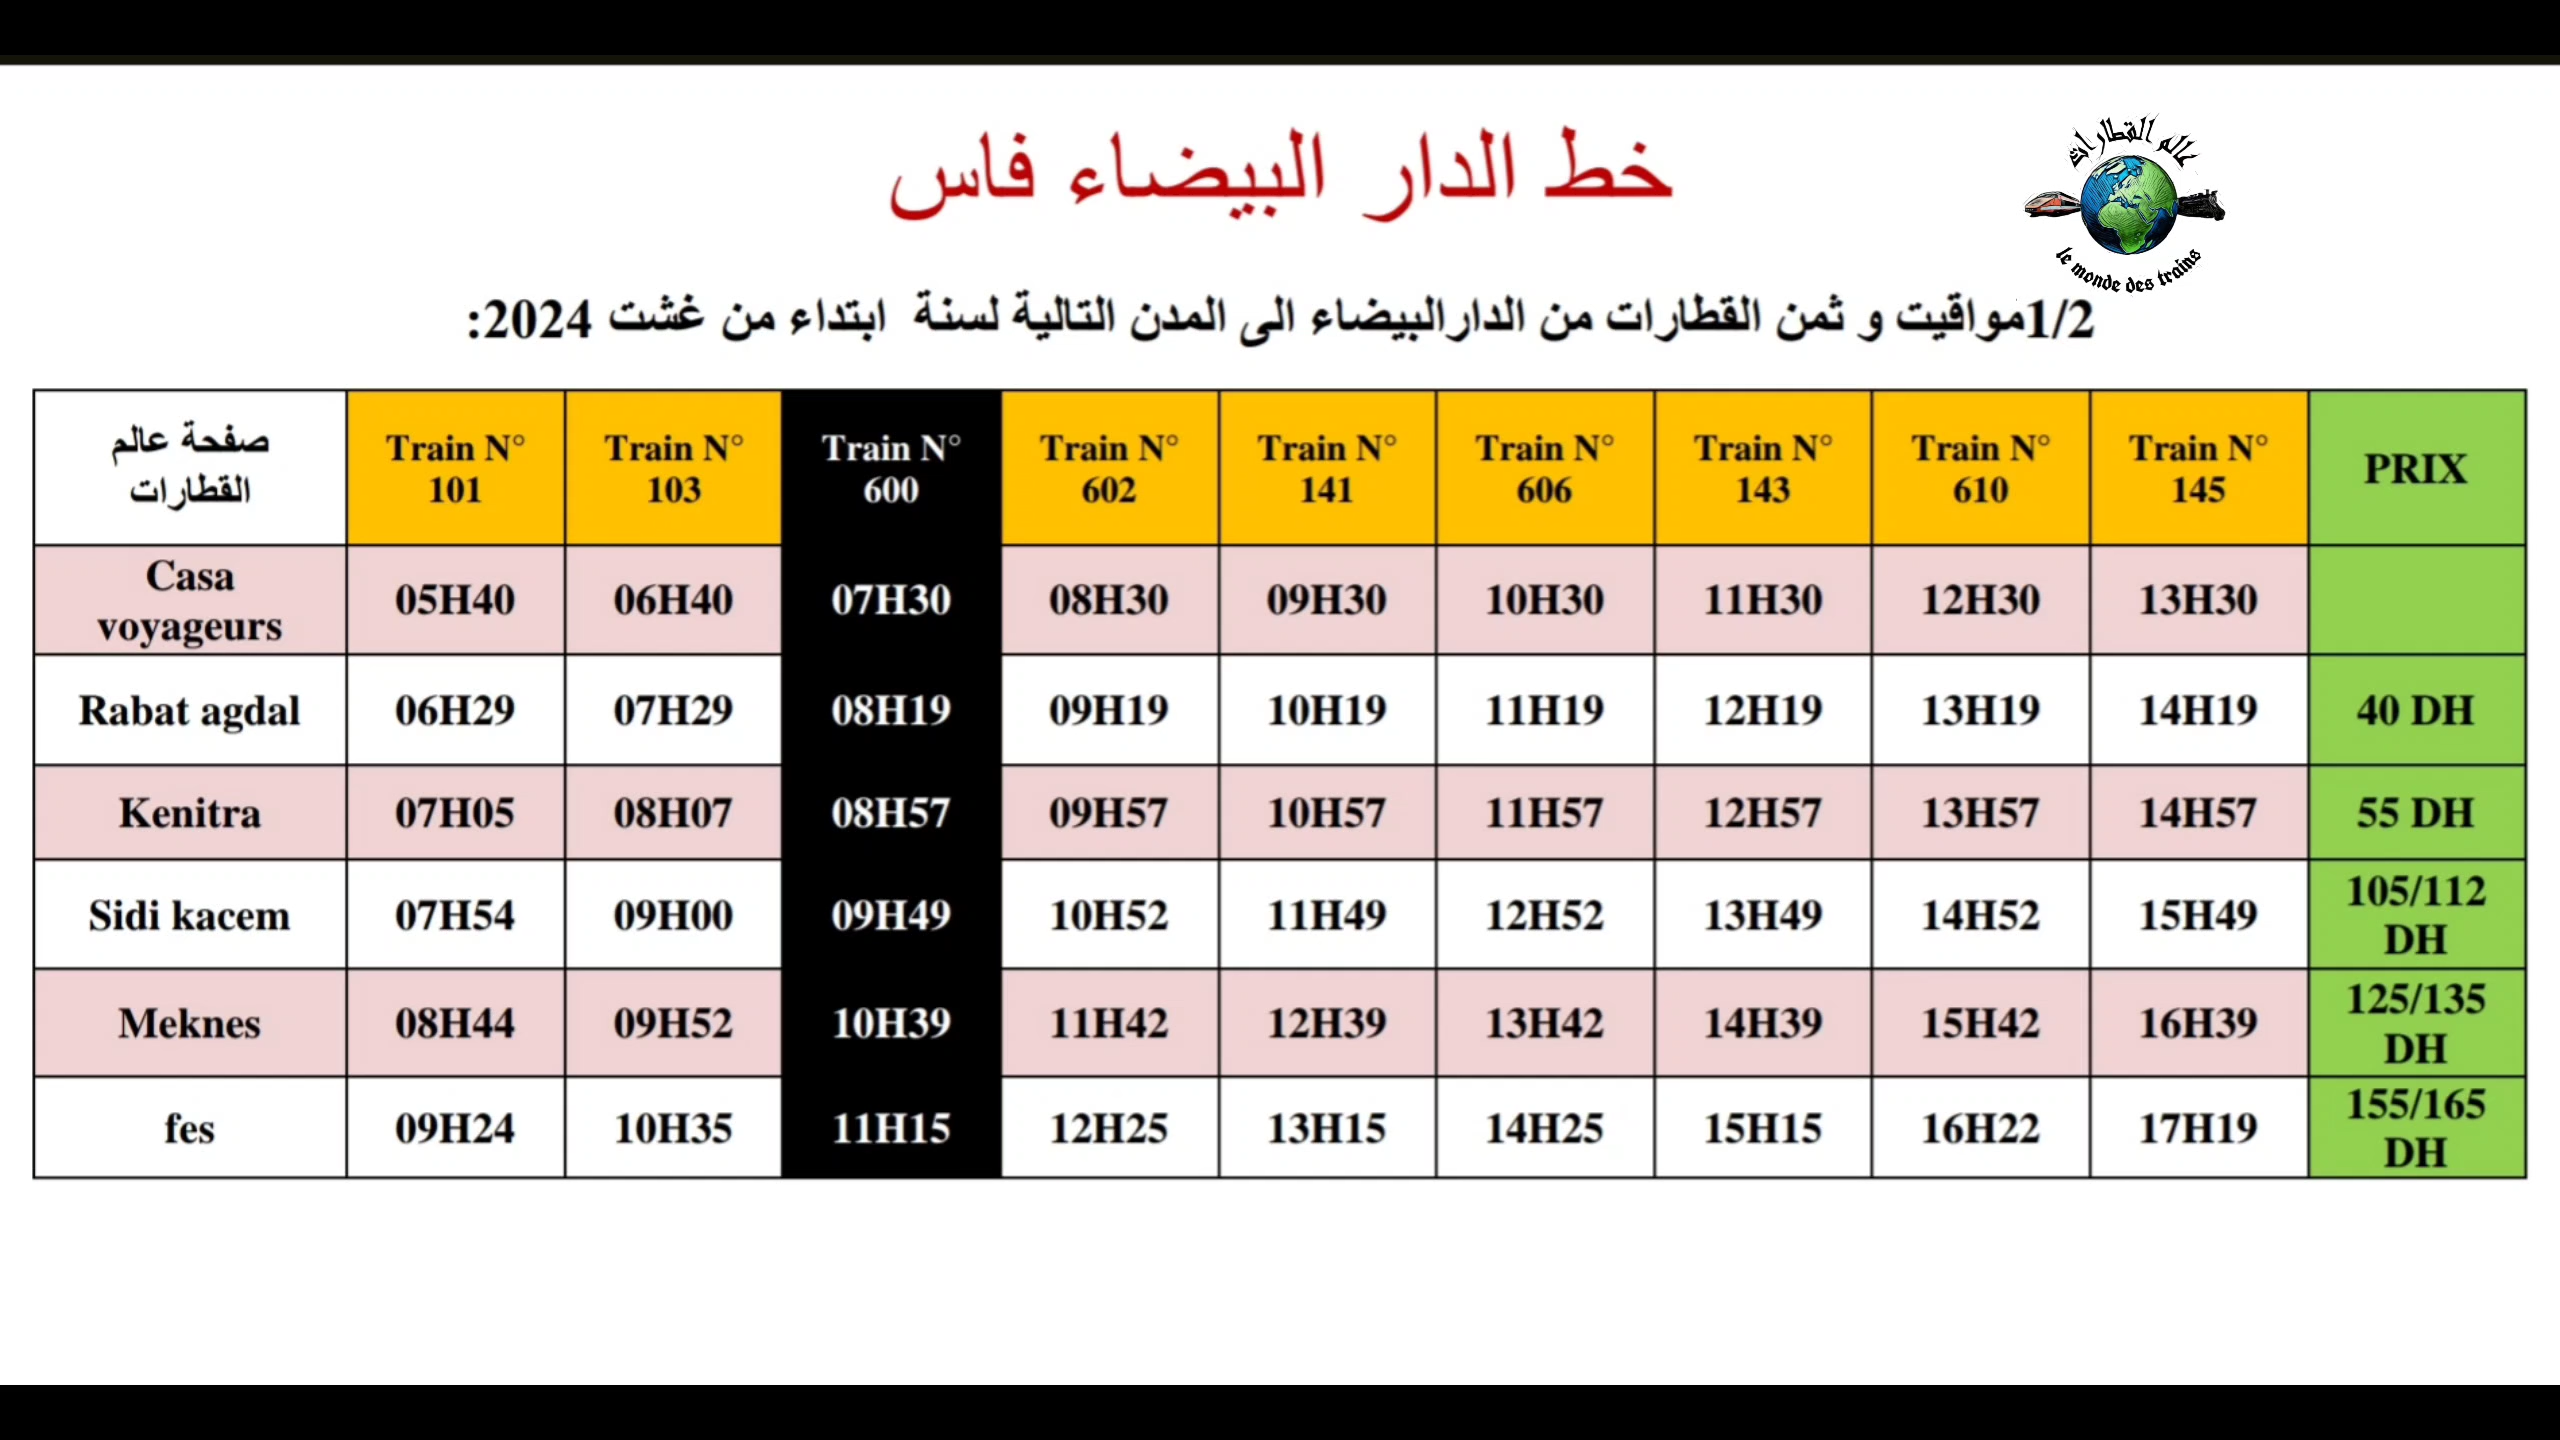 عالم القطارات
le monde des trains
خط الدار البيضاء فاس
1/2مواقيت و ثمن القطارات من الدارالبيضاء الى المدن التالية لسنة ابتداء من غشت 2024:
صفحة عالم القطارات Train N° 101 Train N° 103 Train N° 600 Train N° 602 Train N° 141 Train N° 606 Train N° 143 Train N° 610 Train N° 145 PRIX
Casa voyageurs 05H40 06H40 07H30 08H30 09H30 10H30 11H30 12H30 13H30
Rabat agdal 06H29 07H29 08H19 09H19 10H19 11H19 12H19 13H19 14H19 40 DH
Kenitra 07H05 08H07 08H57 09H57 10H57 11H57 12H57 13H57 14H57 55 DH
Sidi kacem 07H54 09H00 09H49 10H52 11H49 12H52 13H49 14H52 15H49 105/112 DH
Meknes 08H44 09H52 10H39 11H42 12H39 13H42 14H39 15H42 16H39 125/135 DH
fes 09H24 10H35 11H15 12H25 13H15 14H25 15H15 16H22 17H19 155/165 DH